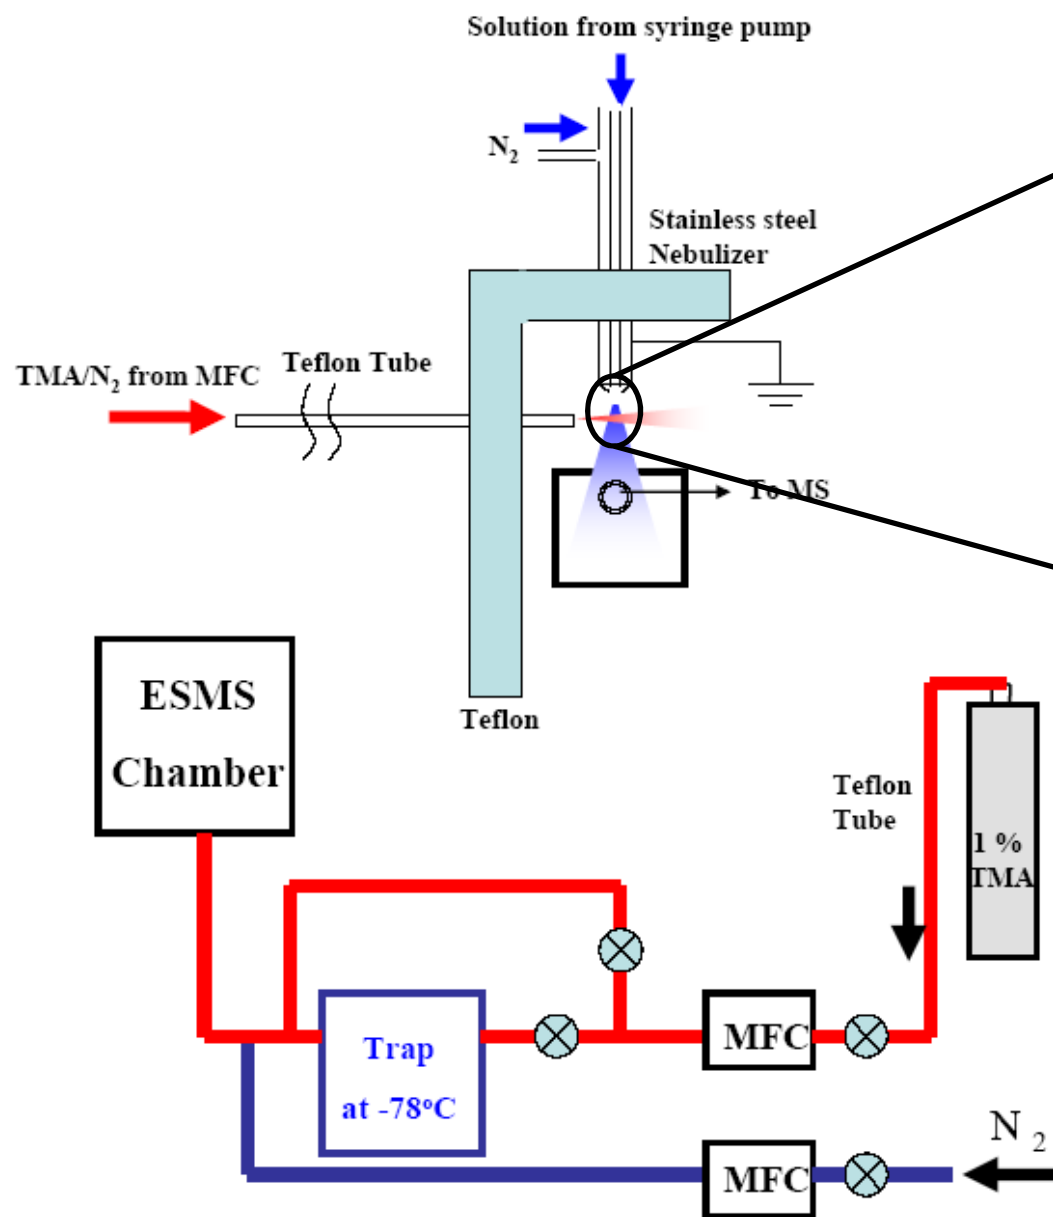 Solution from syringe pump
N₂
Stainless steel
Nebulizer
Teflon Tube
TMA/N₂ from MFC
To MS
Teflon
ESMS
Chamber
Teflon
Tube
1 %
TMA
Trap
at -78°C
MFC
MFC
N₂